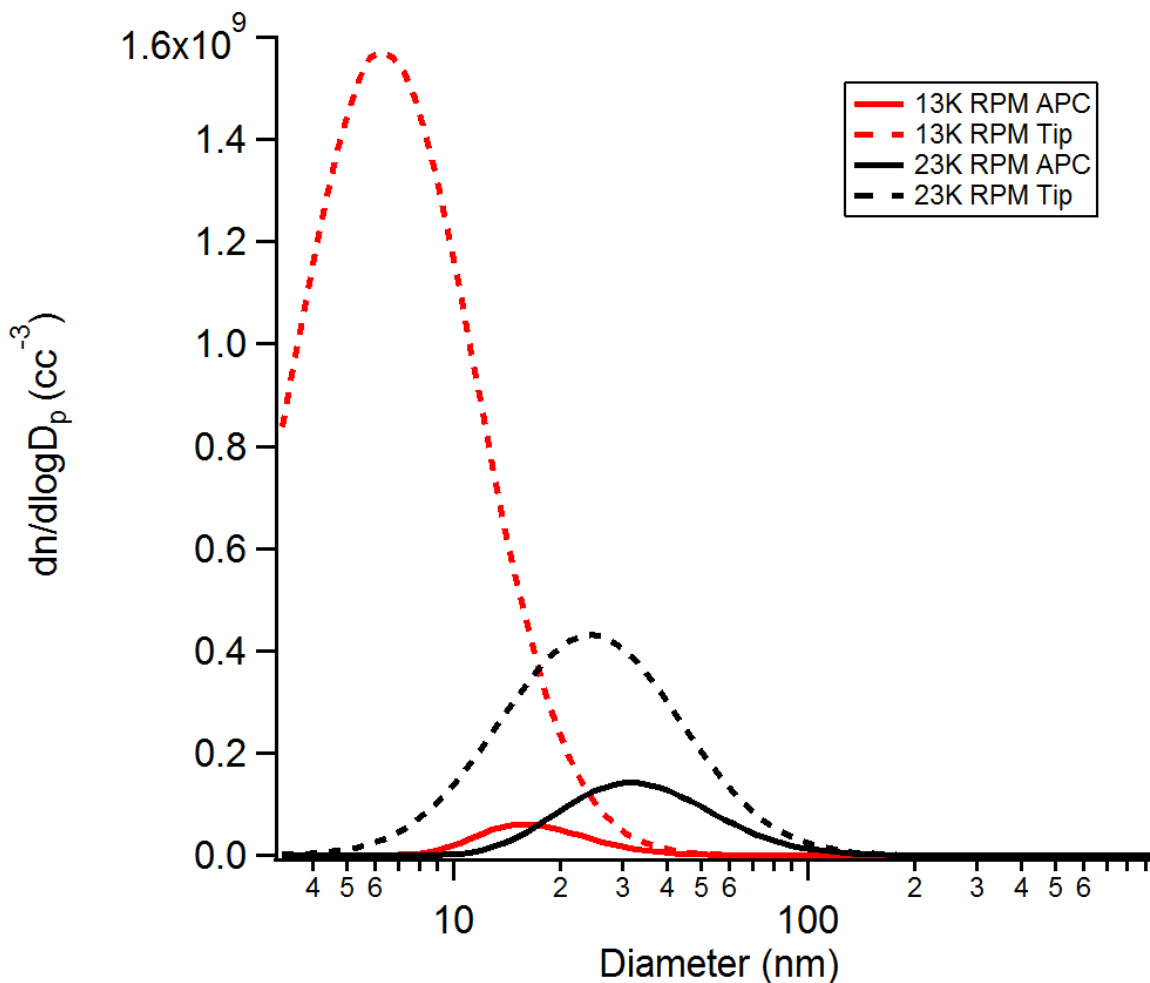 1.6x10⁹
1.4
1.2
1.0
0.8
0.6
0.4
0.2
0.0
dn/dlogDₚ (cc⁻³)
13K RPM APC
13K RPM Tip
23K RPM APC
23K RPM Tip
4 5 6 2 3 4 5 6 2 3 4 5 6
10 100
Diameter (nm)